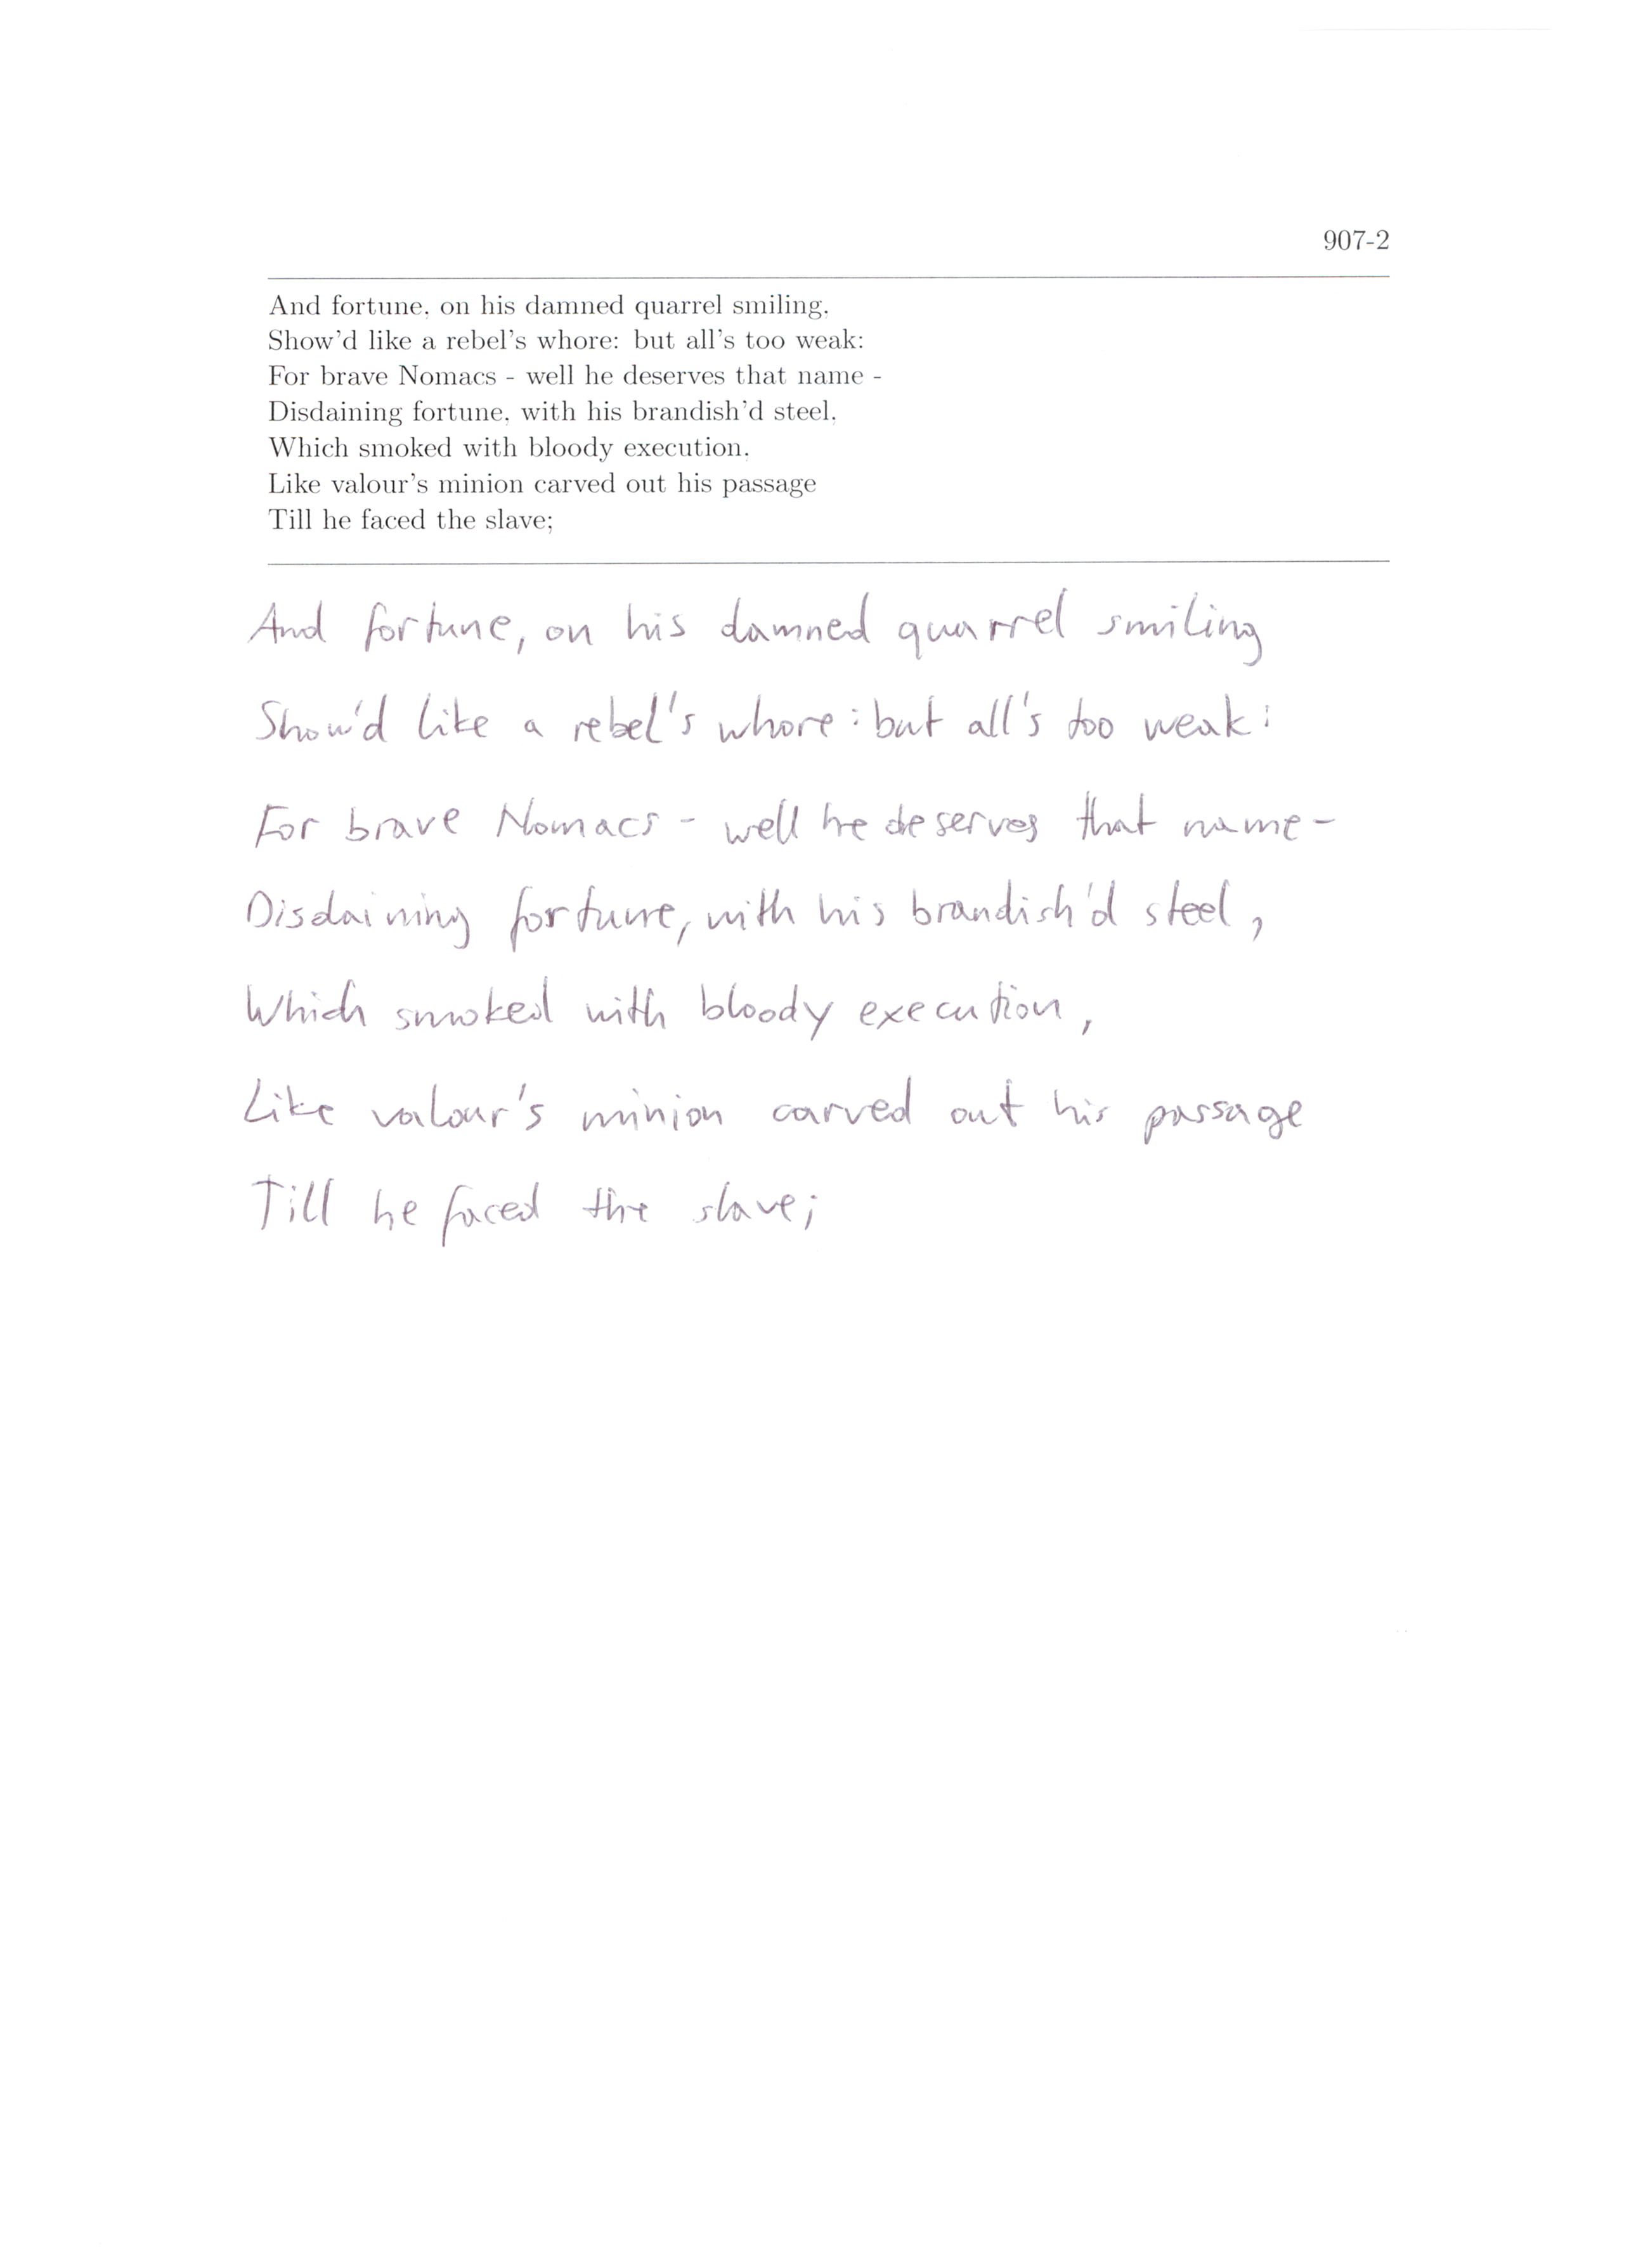 907-2
And fortune, on his damned quarrel smiling,
Show'd like a rebel's whore: but all's too weak:
For brave Nomacs - well he deserves that name -
Disdaining fortune, with his brandish'd steel,
Which smoked with bloody execution,
Like valour's minion carved out his passage
Till he faced the slave;
And fortune, on his damned quarrel smiling
Show'd like a rebel's whore: but all's too weak:
For brave Nomacs - well he deserves that name -
Disdaining fortune, with his brandish'd steel,
Which smoked with bloody execution,
Like valour's minion carved out his passage
Till he faced the slave;